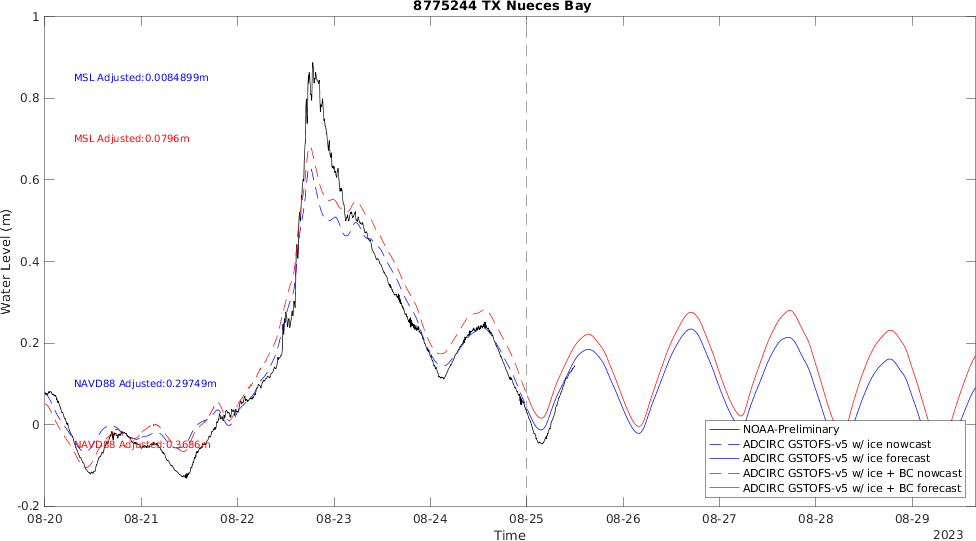 8775244 TX Nueces Bay
1
MSL Adjusted:0.0084899m
0.8
MSL Adjusted:0.0796m
0.6
Water Level (m)
0.4
0.2
NAVD88 Adjusted:0.29749m
0
NAVD88 Adjusted:0.3686m
NOAA-Preliminary
ADCIRC GSTOFS-v5 w/ ice nowcast
ADCIRC GSTOFS-v5 w/ ice forecast
ADCIRC GSTOFS-v5 w/ ice + BC nowcast
ADCIRC GSTOFS-v5 w/ ice + BC forecast
-0.2
08-20 08-21 08-22 08-23 08-24 08-25 08-26 08-27 08-28 08-29
Time
2023